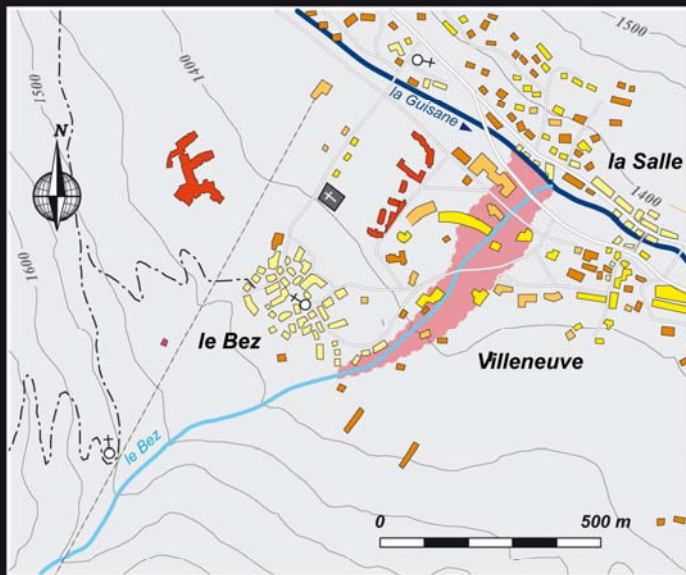 1500
1500
1400
N
la Guisane
la Salle
1400
1600
le Bez
Villeneuve
le Bez
0 500 m